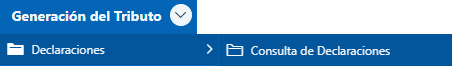 Generación del Tributo
Declaraciones
Consulta de Declaraciones